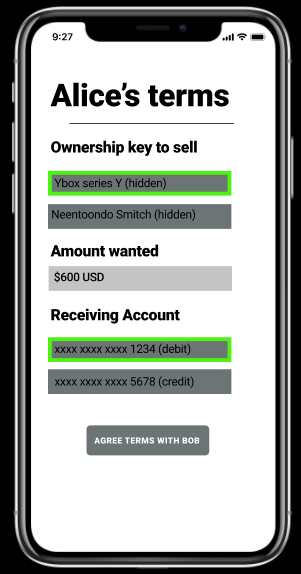 9:27
Alice's terms
Ownership key to sell
Ybox series Y (hidden)
Neentoondo Smitch (hidden)
Amount wanted
$600 USD
Receiving Account
xxxx xxxx xxxx 1234 (debit)
xxxx xxxx xxxx 5678 (credit)
AGREE TERMS WITH BOB